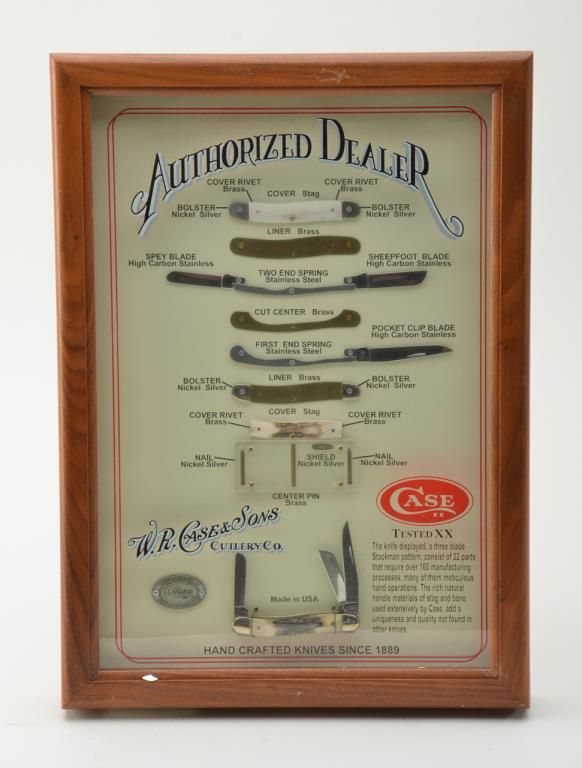 AUTHORIZED DEALER
COVER RIVET
Brass
COVER Stag
COVER RIVET
Brass
BOLSTER
Nickel Silver
BOLSTER
Nickel Silver
LINER Brass
SPEY BLADE
High Carbon Stainless
SHEEPFOOT BLADE
High Carbon Stainless
TWO END SPRING
Stainless Steel
CUT CENTER Brass
POCKET CLIP BLADE
High Carbon Stainless
FIRST END SPRING
Stainless Steel
LINER Brass
BOLSTER
Nickel Silver
BOLSTER
Nickel Silver
COVER Stag
COVER RIVET
Brass
COVER RIVET
Brass
NAIL
Nickel Silver
SHIELD
Nickel Silver
NAIL
Nickel Silver
CENTER PIN
Brass
CASE
XX
W.R. CASE & SONS
CUTLERY CO.
TESTED XX
The knife displayed, a three blade
Stockman pattern, consist of 22 parts
that require over 160 manufacturing
processes, many of them meticulous
hand operations. The rich natural
handle materials of stag and bone
used extensively by Case, add a
uniqueness and quality not found in
other knives.
Made in USA
HAND CRAFTED KNIVES SINCE 1889